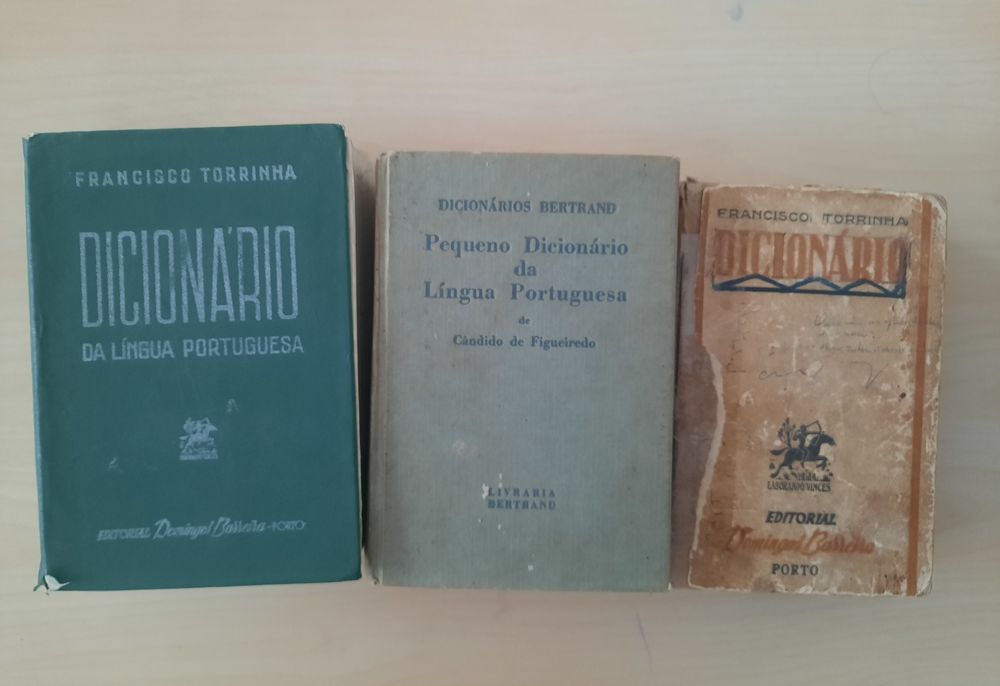 FRANCISCO TORRINHA
DICIONÁRIO
DA LÍNGUA PORTUGUESA
EDITORIAL Domingos Barreira - PORTO
DICIONÁRIOS BERTRAND
Pequeno Dicionário
da
Língua Portuguesa
de
Cândido de Figueiredo
LIVRARIA
BERTRAND
FRANCISCO TORRINHA
DICIONÁRIO
LABORANDO VINCES
EDITORIAL
Domingos Barreira
PORTO